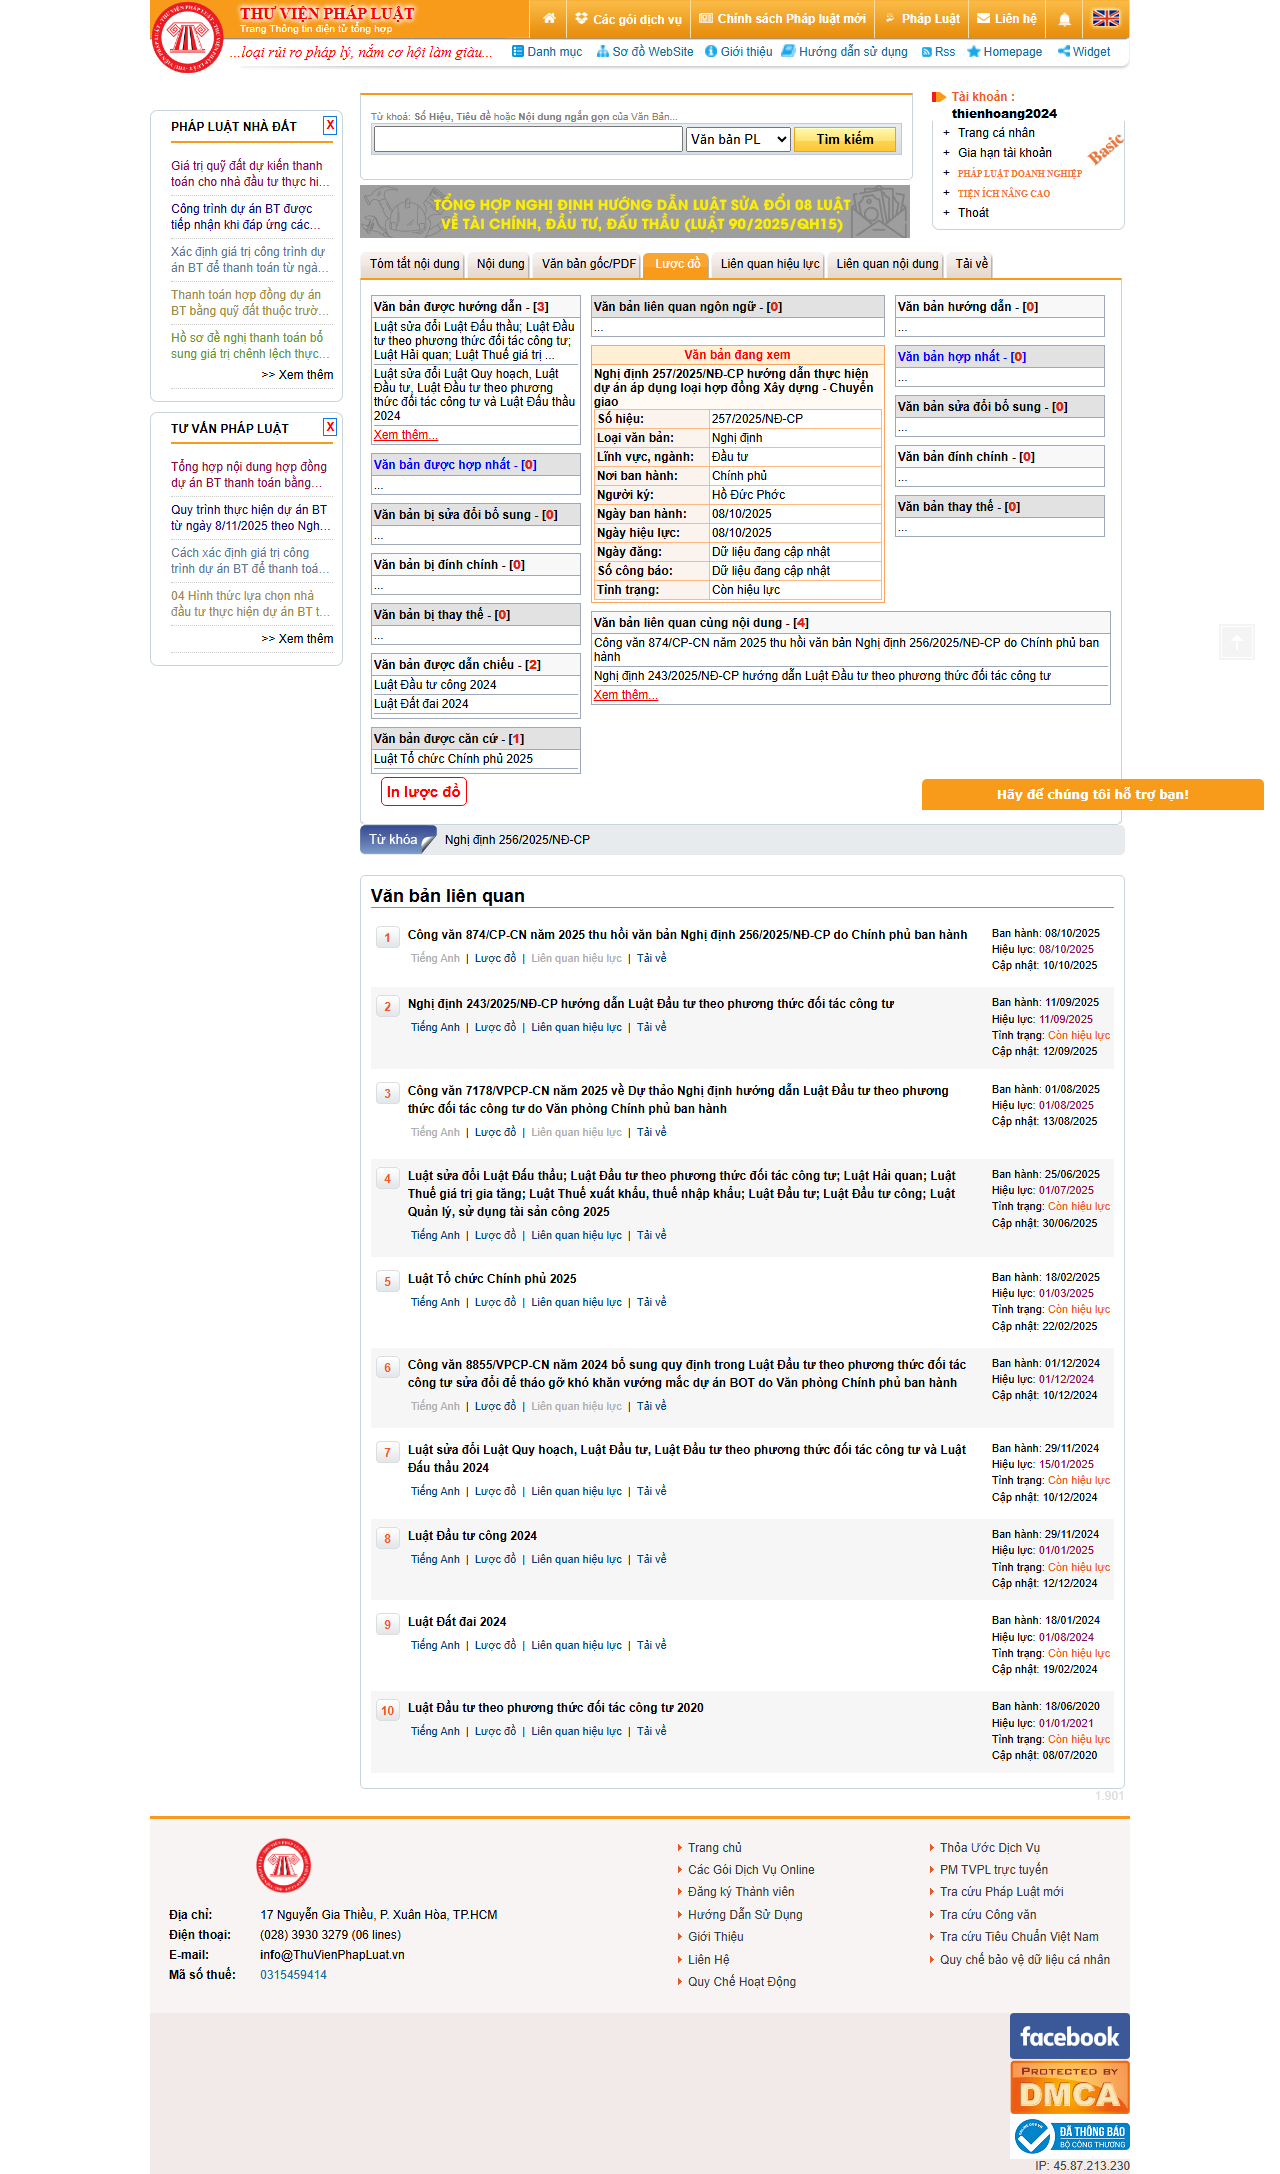 THƯ VIỆN PHÁP LUẬT
Trang Thông tin điện tử tổng hợp
Các gói dịch vụ
Chính sách Pháp luật mới
Pháp Luật
Liên hệ
...loại rủi ro pháp lý, nắm cơ hội làm giàu...
Danh mục
Sơ đồ WebSite
Giới thiệu
Hướng dẫn sử dụng
Rss
Homepage
Widget
PHÁP LUẬT NHÀ ĐẤT
X
Giá trị quỹ đất dự kiến thanh
toán cho nhà đầu tư thực hi...
Công trình dự án BT được
tiếp nhận khi đáp ứng các...
Xác định giá trị công trình dự
án BT để thanh toán từ ngà...
Thanh toán hợp đồng dự án
BT bằng quỹ đất thuộc trườ...
Hồ sơ đề nghị thanh toán bổ
sung giá trị chênh lệch thực...
>> Xem thêm
TƯ VẤN PHÁP LUẬT
X
Tổng hợp nội dung hợp đồng
dự án BT thanh toán bằng...
Quy trình thực hiện dự án BT
từ ngày 8/11/2025 theo Ngh...
Cách xác định giá trị công
trình dự án BT để thanh toá...
04 Hình thức lựa chọn nhà
đầu tư thực hiện dự án BT t...
>> Xem thêm
Từ khoá: Số Hiệu, Tiêu đề hoặc Nội dung ngắn gọn của Văn Bản...
Văn bản PL
Tìm kiếm
TỔNG HỢP NGHỊ ĐỊNH HƯỚNG DẪN LUẬT SỬA ĐỔI 08 LUẬT
VỀ TÀI CHÍNH, ĐẦU TƯ, ĐẤU THẦU (LUẬT 90/2025/QH15)
Tài khoản :
thienhoang2024
+ Trang cá nhân
+ Gia hạn tài khoản
+ PHÁP LUẬT DOANH NGHIỆP
+ TIỆN ÍCH NÂNG CAO
+ Thoát
Basic
Tóm tắt nội dung
Nội dung
Văn bản gốc/PDF
Lược đồ
Liên quan hiệu lực
Liên quan nội dung
Tải về
Văn bản được hướng dẫn - [3]
Luật sửa đổi Luật Đấu thầu; Luật Đầu
tư theo phương thức đối tác công tư;
Luật Hải quan; Luật Thuế giá trị ...
Luật sửa đổi Luật Quy hoạch, Luật
Đầu tư, Luật Đầu tư theo phương
thức đối tác công tư và Luật Đấu thầu
2024
Xem thêm...
Văn bản được hợp nhất - [0]
...
Văn bản bị sửa đổi bổ sung - [0]
...
Văn bản bị đính chính - [0]
...
Văn bản bị thay thế - [0]
...
Văn bản được dẫn chiếu - [2]
Luật Đầu tư công 2024
Luật Đất đai 2024
Văn bản được căn cứ - [1]
Luật Tổ chức Chính phủ 2025
Văn bản liên quan ngôn ngữ - [0]
...
Văn bản đang xem
Nghị định 257/2025/NĐ-CP hướng dẫn thực hiện
dự án áp dụng loại hợp đồng Xây dựng - Chuyển
giao
Số hiệu: 257/2025/NĐ-CP
Loại văn bản: Nghị định
Lĩnh vực, ngành: Đầu tư
Nơi ban hành: Chính phủ
Người ký: Hồ Đức Phớc
Ngày ban hành: 08/10/2025
Ngày hiệu lực: 08/10/2025
Ngày đăng: Dữ liệu đang cập nhật
Số công báo: Dữ liệu đang cập nhật
Tình trạng: Còn hiệu lực
Văn bản hướng dẫn - [0]
...
Văn bản hợp nhất - [0]
...
Văn bản sửa đổi bổ sung - [0]
...
Văn bản đính chính - [0]
...
Văn bản thay thế - [0]
...
Văn bản liên quan cùng nội dung - [4]
Công văn 874/CP-CN năm 2025 thu hồi văn bản Nghị định 256/2025/NĐ-CP do Chính phủ ban
hành
Nghị định 243/2025/NĐ-CP hướng dẫn Luật Đầu tư theo phương thức đối tác công tư
Xem thêm...
In lược đồ
Hãy để chúng tôi hỗ trợ bạn!
Từ khóa
Nghị định 256/2025/NĐ-CP
Văn bản liên quan
1
Công văn 874/CP-CN năm 2025 thu hồi văn bản Nghị định 256/2025/NĐ-CP do Chính phủ ban hành
Tiếng Anh | Lược đồ | Liên quan hiệu lực | Tải về
Ban hành: 08/10/2025
Hiệu lực: 08/10/2025
Cập nhật: 10/10/2025
2
Nghị định 243/2025/NĐ-CP hướng dẫn Luật Đầu tư theo phương thức đối tác công tư
Tiếng Anh | Lược đồ | Liên quan hiệu lực | Tải về
Ban hành: 11/09/2025
Hiệu lực: 11/09/2025
Tình trạng: Còn hiệu lực
Cập nhật: 12/09/2025
3
Công văn 7178/VPCP-CN năm 2025 về Dự thảo Nghị định hướng dẫn Luật Đầu tư theo phương
thức đối tác công tư do Văn phòng Chính phủ ban hành
Tiếng Anh | Lược đồ | Liên quan hiệu lực | Tải về
Ban hành: 01/08/2025
Hiệu lực: 01/08/2025
Cập nhật: 13/08/2025
4
Luật sửa đổi Luật Đấu thầu; Luật Đầu tư theo phương thức đối tác công tư; Luật Hải quan; Luật
Thuế giá trị gia tăng; Luật Thuế xuất khẩu, thuế nhập khẩu; Luật Đầu tư; Luật Đầu tư công; Luật
Quản lý, sử dụng tài sản công 2025
Tiếng Anh | Lược đồ | Liên quan hiệu lực | Tải về
Ban hành: 25/06/2025
Hiệu lực: 01/07/2025
Tình trạng: Còn hiệu lực
Cập nhật: 30/06/2025
5
Luật Tổ chức Chính phủ 2025
Tiếng Anh | Lược đồ | Liên quan hiệu lực | Tải về
Ban hành: 18/02/2025
Hiệu lực: 01/03/2025
Tình trạng: Còn hiệu lực
Cập nhật: 22/02/2025
6
Công văn 8855/VPCP-CN năm 2024 bổ sung quy định trong Luật Đầu tư theo phương thức đối tác
công tư sửa đổi để tháo gỡ khó khăn vướng mắc dự án BOT do Văn phòng Chính phủ ban hành
Tiếng Anh | Lược đồ | Liên quan hiệu lực | Tải về
Ban hành: 01/12/2024
Hiệu lực: 01/12/2024
Cập nhật: 10/12/2024
7
Luật sửa đổi Luật Quy hoạch, Luật Đầu tư, Luật Đầu tư theo phương thức đối tác công tư và Luật
Đấu thầu 2024
Tiếng Anh | Lược đồ | Liên quan hiệu lực | Tải về
Ban hành: 29/11/2024
Hiệu lực: 15/01/2025
Tình trạng: Còn hiệu lực
Cập nhật: 10/12/2024
8
Luật Đầu tư công 2024
Tiếng Anh | Lược đồ | Liên quan hiệu lực | Tải về
Ban hành: 29/11/2024
Hiệu lực: 01/01/2025
Tình trạng: Còn hiệu lực
Cập nhật: 12/12/2024
9
Luật Đất đai 2024
Tiếng Anh | Lược đồ | Liên quan hiệu lực | Tải về
Ban hành: 18/01/2024
Hiệu lực: 01/08/2024
Tình trạng: Còn hiệu lực
Cập nhật: 19/02/2024
10
Luật Đầu tư theo phương thức đối tác công tư 2020
Tiếng Anh | Lược đồ | Liên quan hiệu lực | Tải về
Ban hành: 18/06/2020
Hiệu lực: 01/01/2021
Tình trạng: Còn hiệu lực
Cập nhật: 08/07/2020
1.901
Địa chỉ: 17 Nguyễn Gia Thiều, P. Xuân Hòa, TP.HCM
Điện thoại: (028) 3930 3279 (06 lines)
E-mail: info@ThuVienPhapLuat.vn
Mã số thuế: 0315459414
Trang chủ
Các Gói Dịch Vụ Online
Đăng ký Thành viên
Hướng Dẫn Sử Dụng
Giới Thiệu
Liên Hệ
Quy Chế Hoạt Động
Thỏa Ước Dịch Vụ
PM TVPL trực tuyến
Tra cứu Pháp Luật mới
Tra cứu Công văn
Tra cứu Tiêu Chuẩn Việt Nam
Quy chế bảo vệ dữ liệu cá nhân
facebook
PROTECTED BY
DMCA
ĐÃ THÔNG BÁO
BỘ CÔNG THƯƠNG
IP: 45.87.213.230